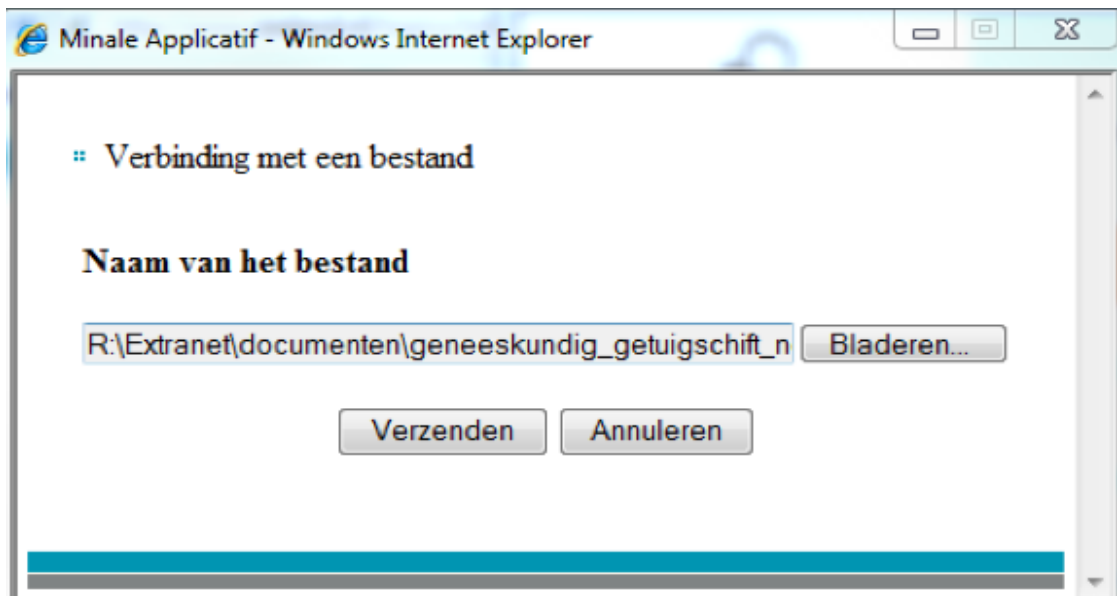 Minale Applicatif - Windows Internet Explorer
Verbinding met een bestand
Naam van het bestand
R:\Extranet\documenten\geneeskundig_getuigschift_n Bladeren...
Verzenden Annuleren